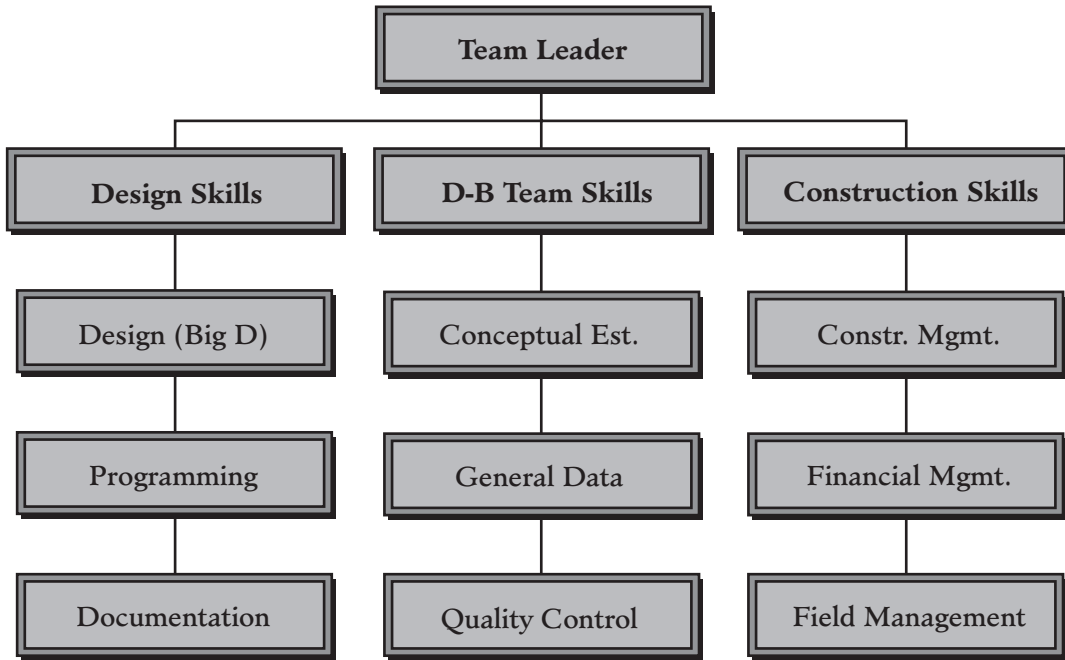 Team Leader
Design Skills
D-B Team Skills
Construction Skills
Design (Big D)
Conceptual Est.
Constr. Mgmt.
Programming
General Data
Financial Mgmt.
Documentation
Quality Control
Field Management